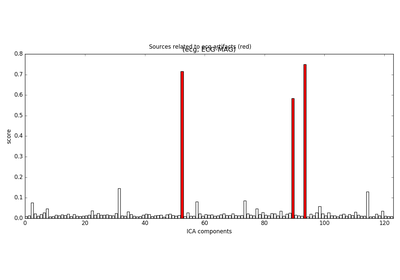 Sources related to ecg artifacts (red)
(ecg, ECG-MAG)
0.8
0.7
0.6
0.5
0.4
0.3
0.2
0.1
0.0
score
0 20 40 60 80 100 120
ICA components